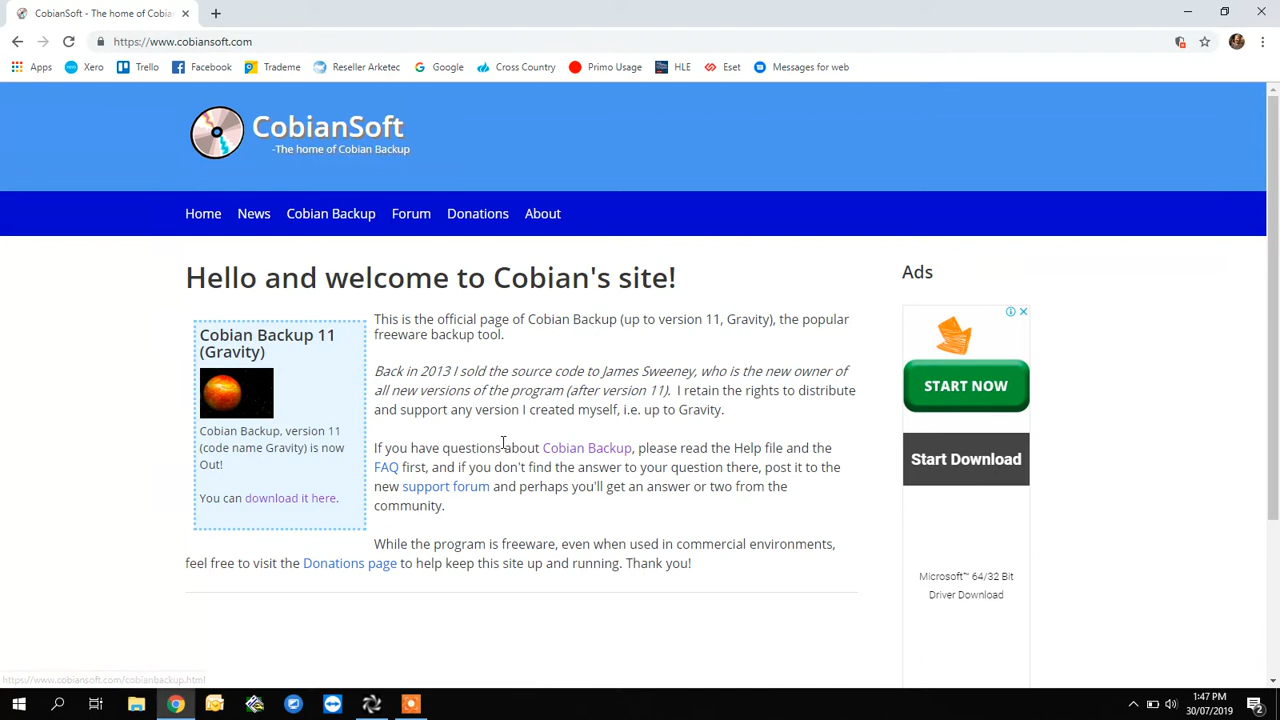 CobianSoft - The home of Cobia
https://www.cobiansoft.com
Apps
Xero
Trello
Facebook
Trademe
Reseller Arketec
Google
Cross Country
Primo Usage
HLE
Eset
Messages for web
CobianSoft
-The home of Cobian Backup
Home
News
Cobian Backup
Forum
Donations
About
Hello and welcome to Cobian's site!
Cobian Backup 11
(Gravity)
Cobian Backup, version 11
(code name Gravity) is now
Out!
You can download it here.
This is the official page of Cobian Backup (up to version 11, Gravity), the popular
freeware backup tool.
Back in 2013 I sold the source code to James Sweeney, who is the new owner of
all new versions of the program (after version 11). I retain the rights to distribute
and support any version I created myself, i.e. up to Gravity.
If you have questions about Cobian Backup, please read the Help file and the
FAQ first, and if you don't find the answer to your question there, post it to the
new support forum and perhaps you'll get an answer or two from the
community.
While the program is freeware, even when used in commercial environments,
feel free to visit the Donations page to help keep this site up and running. Thank you!
Ads
START NOW
Start Download
Microsoft™ 64/32 Bit
Driver Download
https://www.cobiansoft.com/cobianbackup.html
1:47 PM
30/07/2019
2